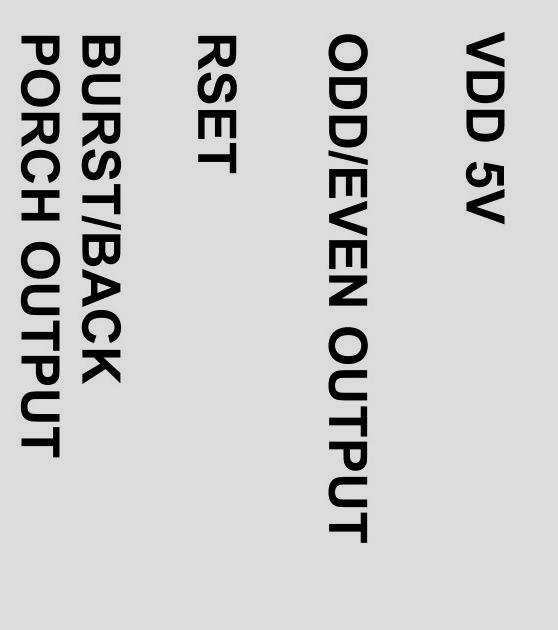 VDD 5V
ODD/EVEN OUTPUT
RSET
BURST/BACK
PORCH OUTPUT